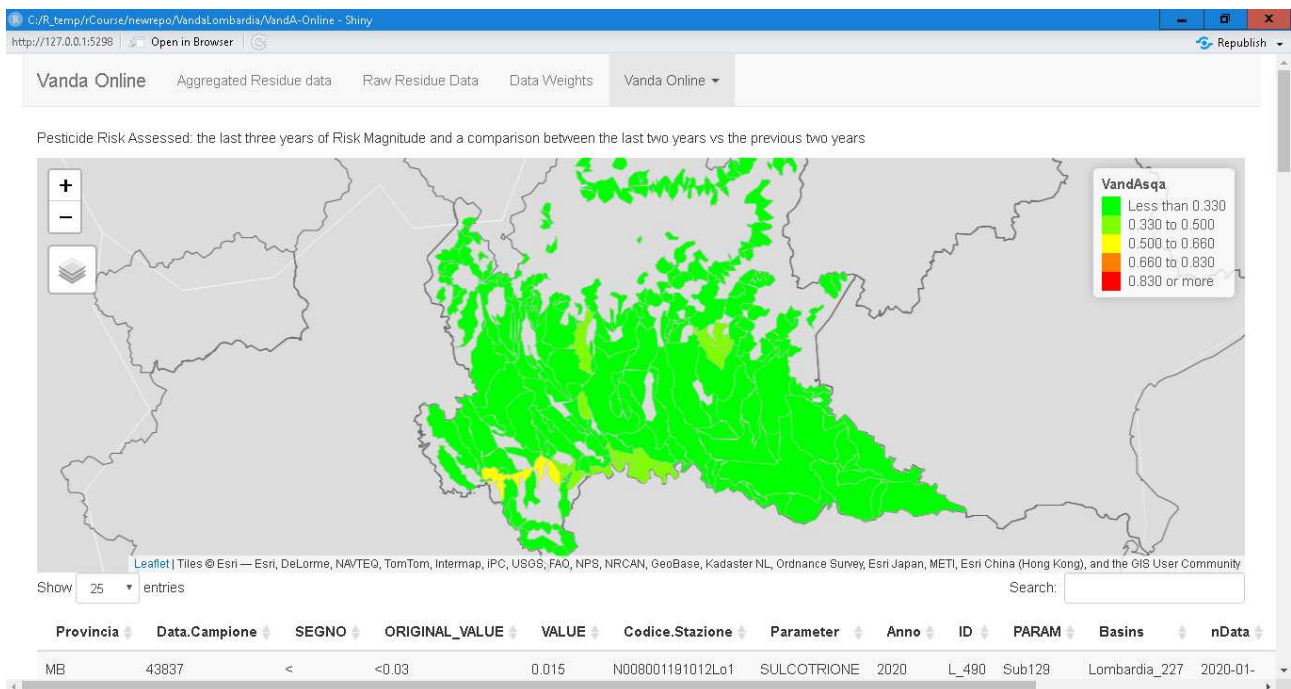 C:/R_temp/rCourse/newrepo/VandaLombardia/VandA-Online - Shiny
http://127.0.0.1:5298 Open in Browser Republish
Vanda Online Aggregated Residue data Raw Residue Data Data Weights Vanda Online
Pesticide Risk Assessed: the last three years of Risk Magnitude and a comparison between the last two years vs the previous two years
+
−
VandAsqa
Less than 0.330
0.330 to 0.500
0.500 to 0.660
0.660 to 0.830
0.830 or more
Leaflet | Tiles © Esri — Esri, DeLorme, NAVTEQ, TomTom, Intermap, iPC, USGS, FAO, NPS, NRCAN, GeoBase, Kadaster NL, Ordnance Survey, Esri Japan, METI, Esri China (Hong Kong), and the GIS User Community
Show 25 entries Search:
Provincia Data.Campione SEGNO ORIGINAL_VALUE VALUE Codice.Stazione Parameter Anno ID PARAM Basins nData
MB 43837 < <0.03 0.015 N008001191012Lo1 SULCOTRIONE 2020 L_490 Sub129 Lombardia_227 2020-01-